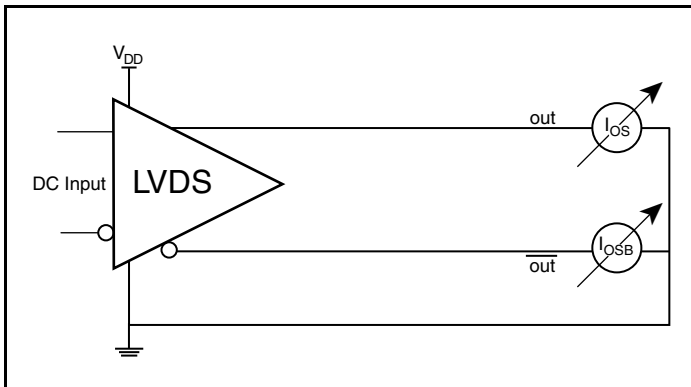 V_DD
out
I_OS
DC Input
LVDS
I_OSB
out